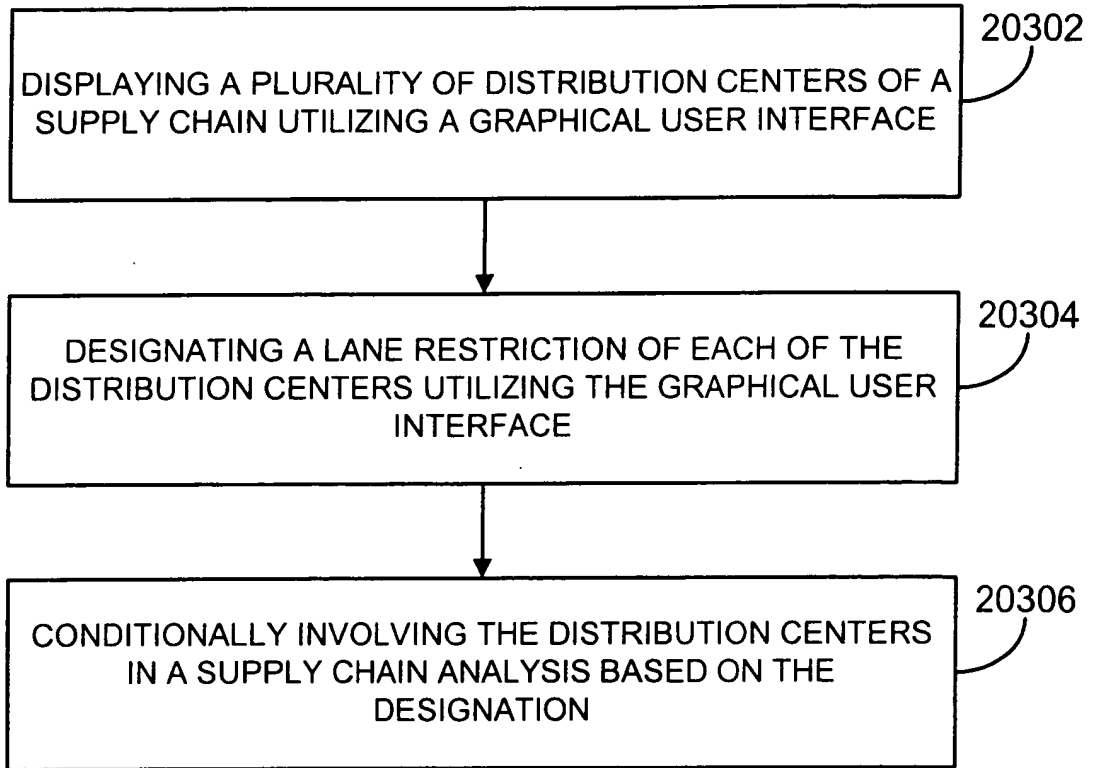 20302
DISPLAYING A PLURALITY OF DISTRIBUTION CENTERS OF A
SUPPLY CHAIN UTILIZING A GRAPHICAL USER INTERFACE
20304
DESIGNATING A LANE RESTRICTION OF EACH OF THE
DISTRIBUTION CENTERS UTILIZING THE GRAPHICAL USER
INTERFACE
20306
CONDITIONALLY INVOLVING THE DISTRIBUTION CENTERS
IN A SUPPLY CHAIN ANALYSIS BASED ON THE
DESIGNATION